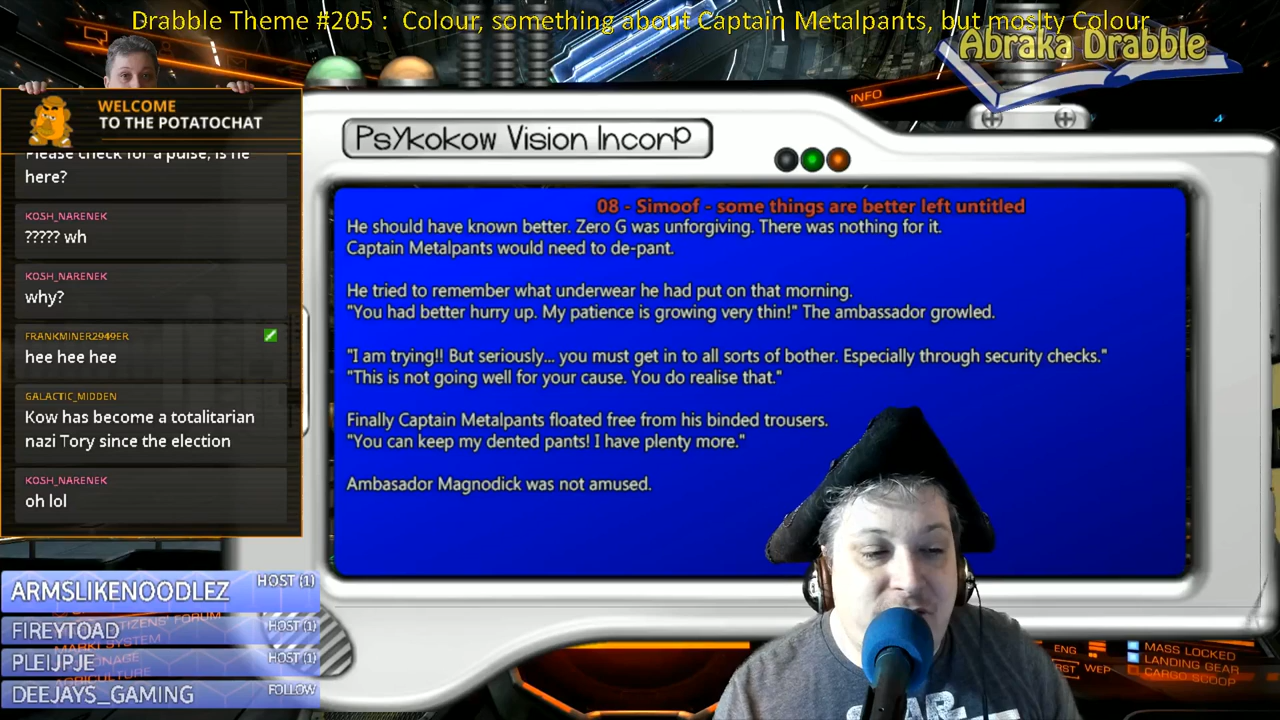 Drabble Theme #205 : Colour, something about Captain Metalpants, but moslty Colour
Abraka Drabble
INFO
WELCOME
TO THE POTATOCHAT
Please check for a pulse, is he
here?
KOSH_NARENEK
????? wh
KOSH_NARENEK
why?
FRANKMINER2949ER
hee hee hee
GALACTIC_MIDDEN
Kow has become a totalitarian
nazi Tory since the election
KOSH_NARENEK
oh lol
PsYkokow Vision Incorp
08 - Simoof - some things are better left untitled
He should have known better. Zero G was unforgiving. There was nothing for it.
Captain Metalpants would need to de-pant.
He tried to remember what underwear he had put on that morning.
"You had better hurry up. My patience is growing very thin!" The ambassador growled.
"I am trying!! But seriously... you must get in to all sorts of bother. Especially through security checks."
"This is not going well for your cause. You do realise that."
Finally Captain Metalpants floated free from his binded trousers.
"You can keep my dented pants! I have plenty more."
Ambasador Magnodick was not amused.
ARMSLIKENOODLEZ HOST (1)
FIREYTOAD HOST (1)
PLEIJPJE HOST (1)
DEEJAYS_GAMING FOLLOW
CITIZENS' FORUM
SYSTEM
AGRICULTURE
ENG
WEP
MASS LOCKED
LANDING GEAR
CARGO SCOOP